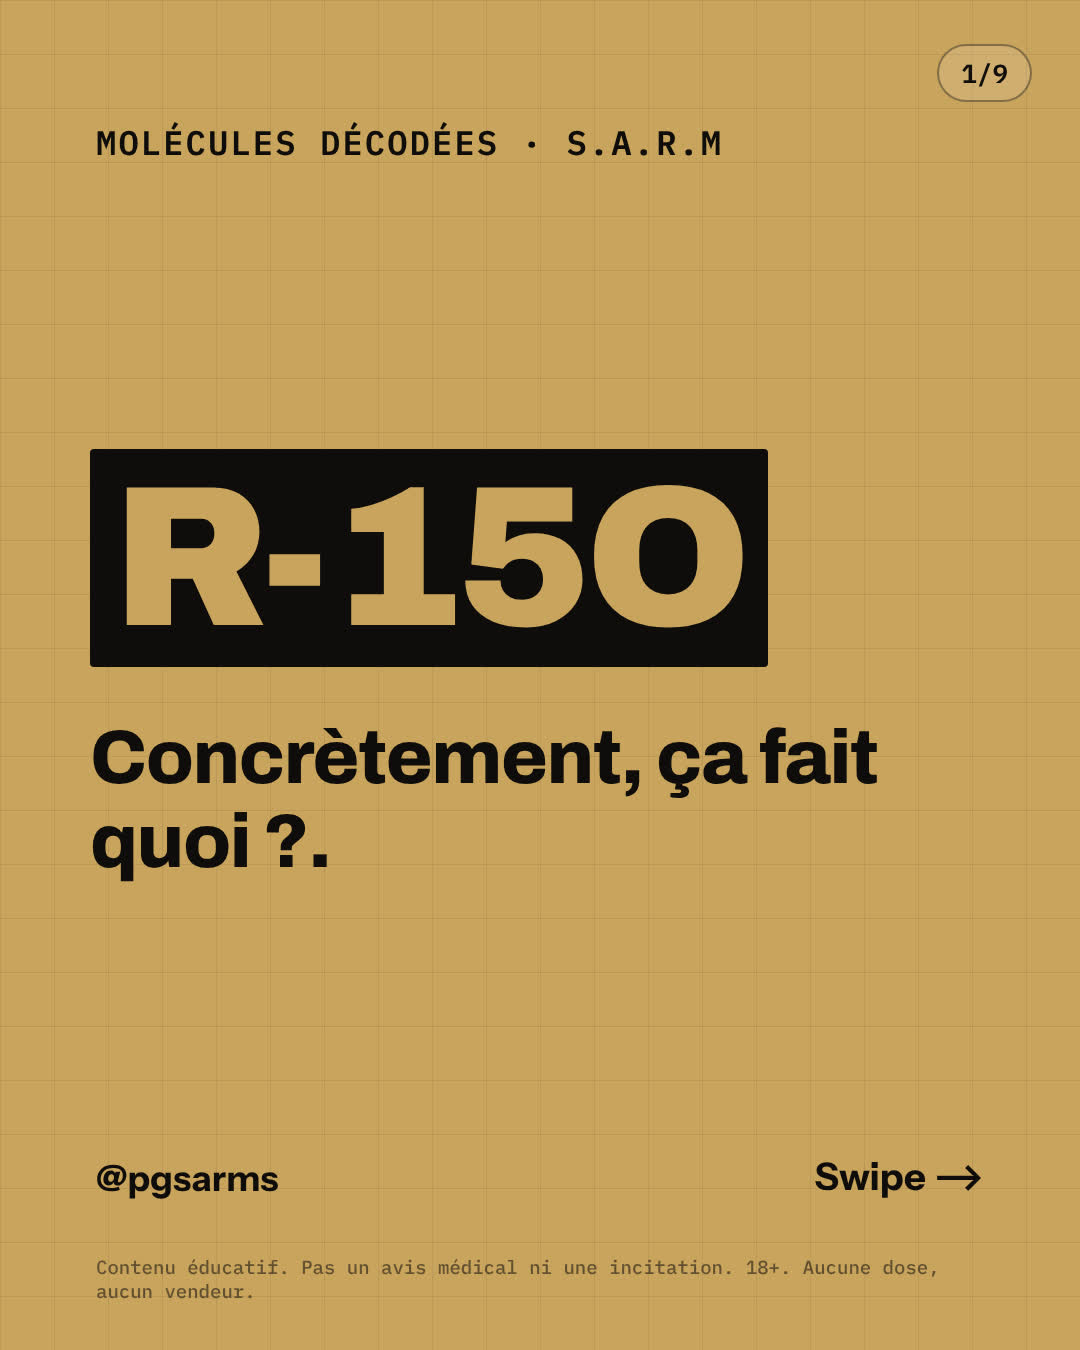 1/9
MOLÉCULES DÉCODÉES · S.A.R.M
R-150
Concrètement, ça fait
quoi ?.
@pgsarms
Swipe →
Contenu éducatif. Pas un avis médical ni une incitation. 18+. Aucune dose,
aucun vendeur.